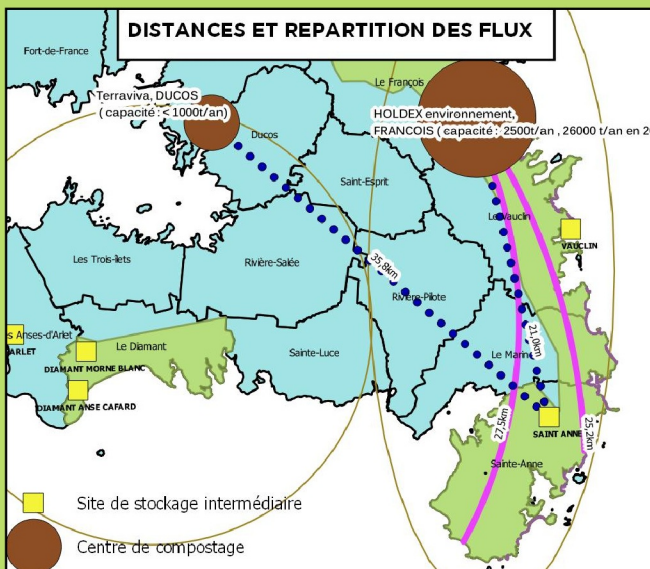 DISTANCES ET REPARTITION DES FLUX
Fort-de-France
Le François
Terraviva, DUCOS
(capacité : <1000t/an)
HOLDEX environnement,
FRANCOIS (capacité : 2500t/an , 26000 t/an en 20
Ducos
Saint-Esprit
Le Vauclin
VAUCLIN
Les Trois-Ilets
Rivière-Salée
35,8km
Rivière-Pilote
es Anses-d'Arlet
ARLET
Le Diamant
DIAMANT MORNE BLANC
Sainte-Luce
Le Marin
21,0km
DIAMANT ANSE CAFARD
27,5km
SAINT ANNE
25,2km
Sainte-Anne
Site de stockage intermédiaire
Centre de compostage